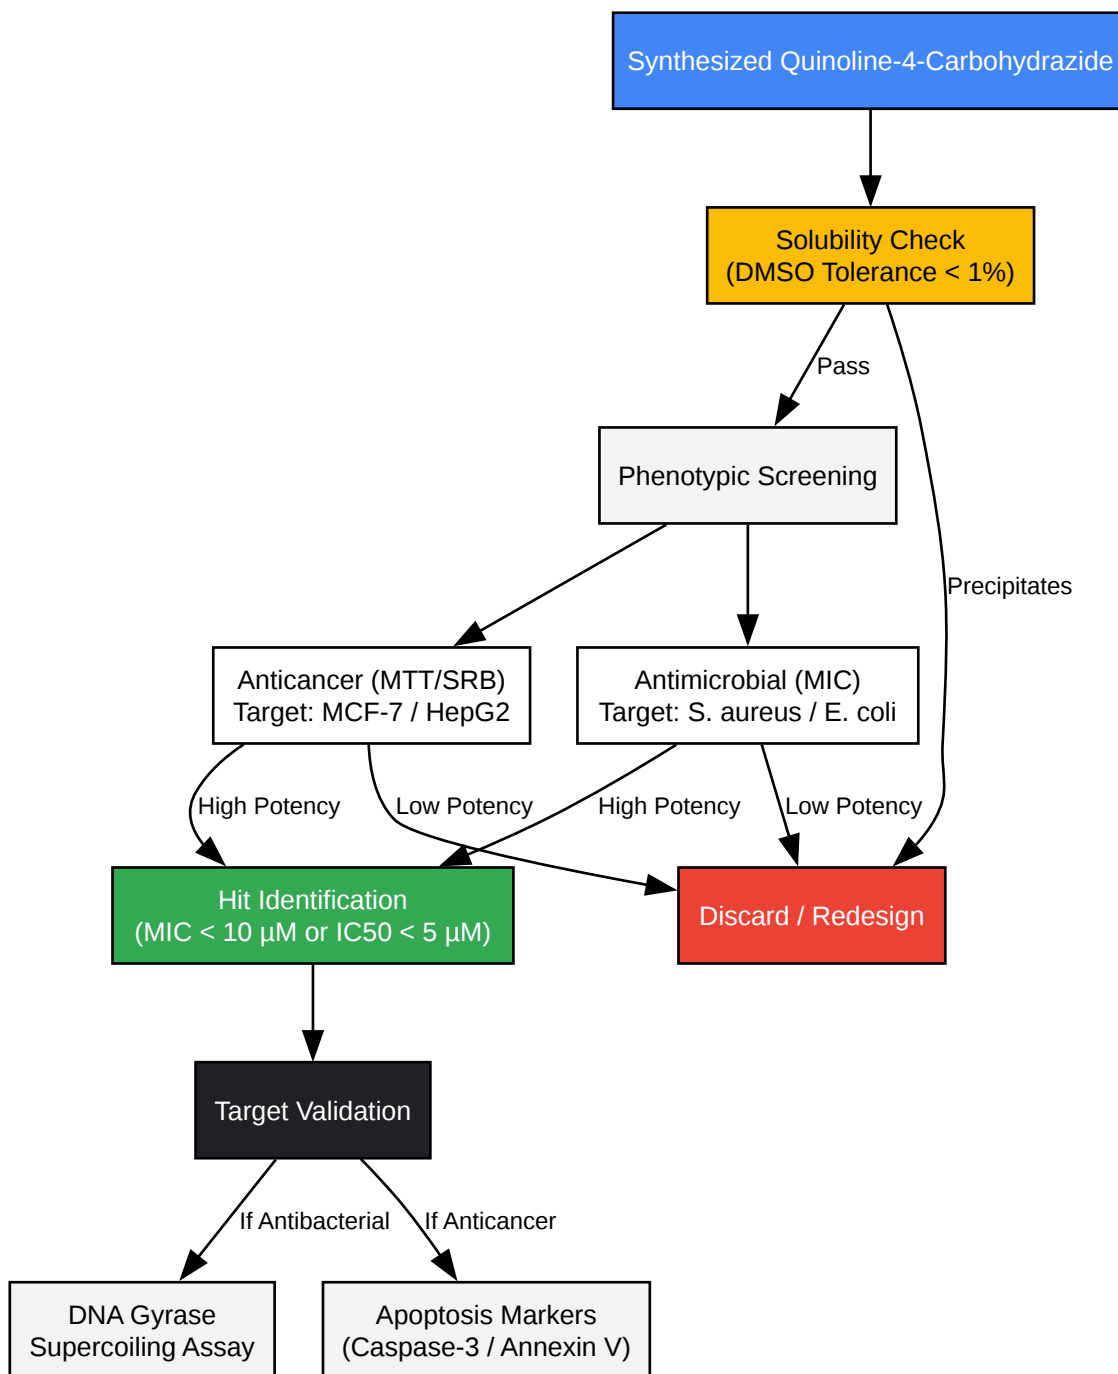 Synthesized Quinoline-4-Carbohydrazide
Solubility Check
(DMSO Tolerance < 1%)
Pass
Phenotypic Screening
Precipitates
Anticancer (MTT/SRB)
Target: MCF-7 / HepG2
Antimicrobial (MIC)
Target: S. aureus / E. coli
High Potency
Low Potency
High Potency
Low Potency
Hit Identification
(MIC < 10 µM or IC50 < 5 µM)
Discard / Redesign
Target Validation
If Antibacterial
If Anticancer
DNA Gyrase
Supercoiling Assay
Apoptosis Markers
(Caspase-3 / Annexin V)